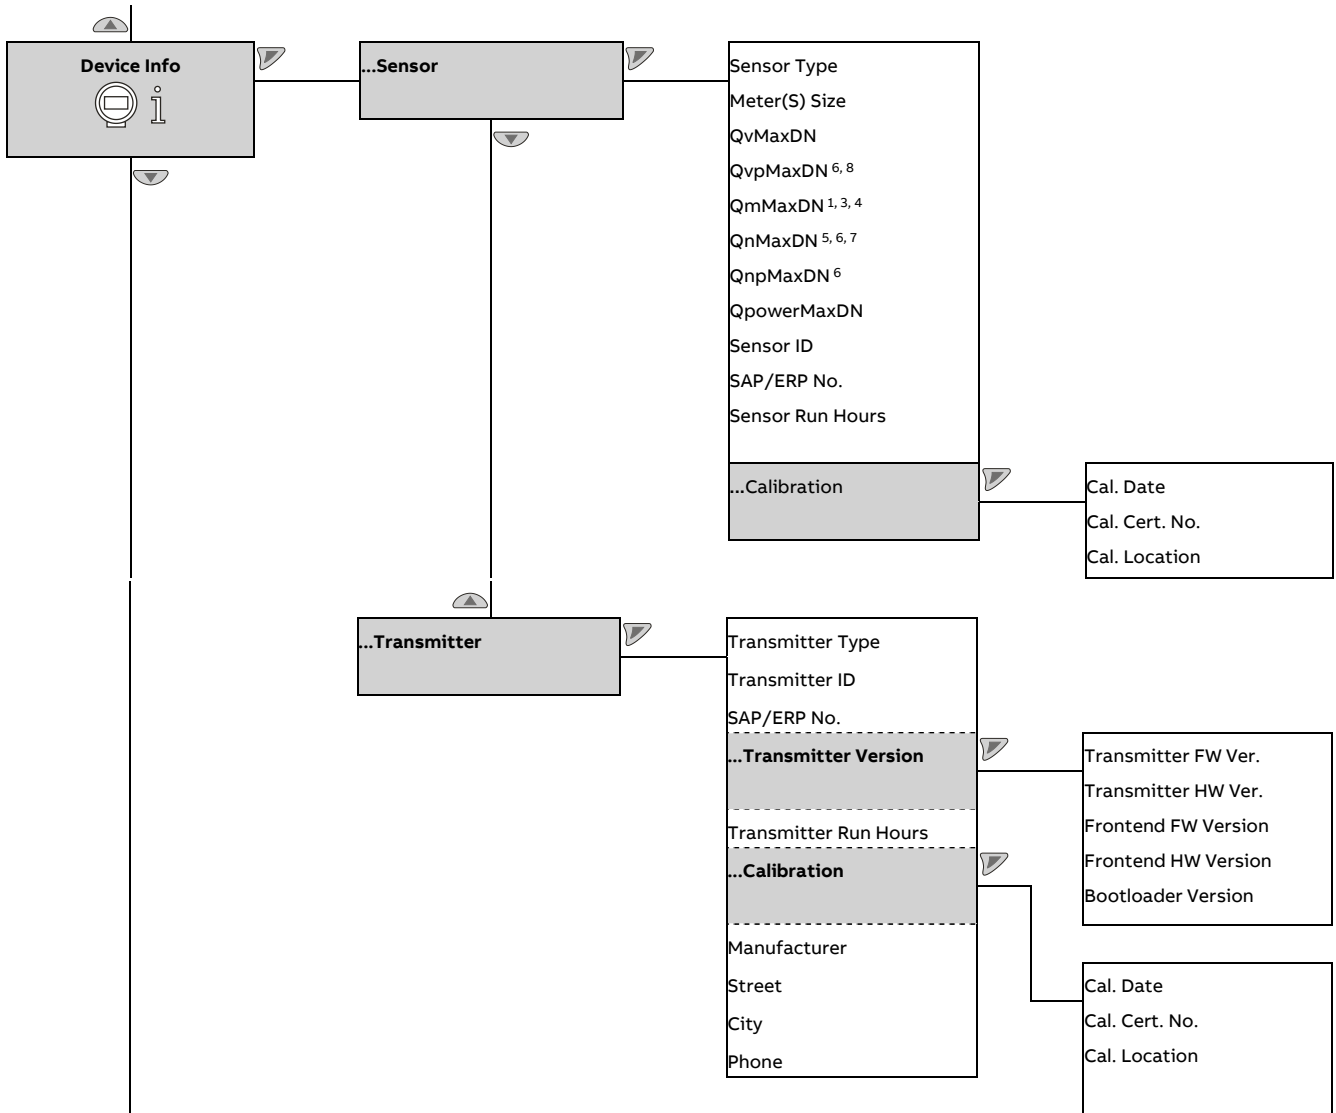 Device Info
i
...Sensor
Sensor Type
Meter(S) Size
QvMaxDN
QvpMaxDN 6, 8
QmMaxDN 1, 3, 4
QnMaxDN 5, 6, 7
QnpMaxDN 6
QpowerMaxDN
Sensor ID
SAP/ERP No.
Sensor Run Hours
...Calibration
Cal. Date
Cal. Cert. No.
Cal. Location
...Transmitter
Transmitter Type
Transmitter ID
SAP/ERP No.
...Transmitter Version
Transmitter FW Ver.
Transmitter HW Ver.
Frontend FW Version
Frontend HW Version
Bootloader Version
Transmitter Run Hours
...Calibration
Cal. Date
Cal. Cert. No.
Cal. Location
Manufacturer
Street
City
Phone